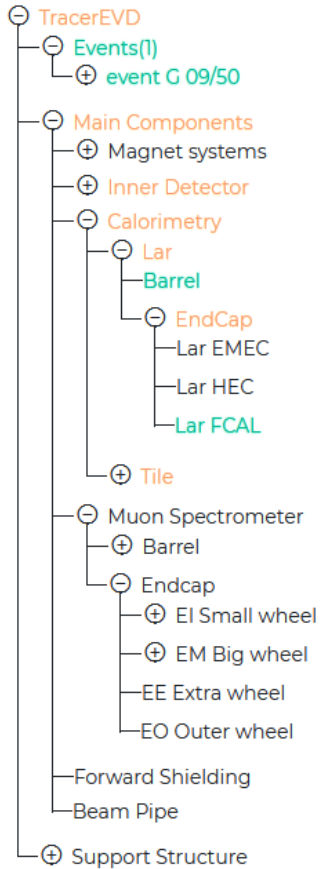 TracerEVD
Events(1)
event G 09/50
Main Components
Magnet systems
Inner Detector
Calorimetry
Lar
Barrel
EndCap
Lar EMEC
Lar HEC
Lar FCAL
Tile
Muon Spectrometer
Barrel
Endcap
EI Small wheel
EM Big wheel
EE Extra wheel
EO Outer wheel
Forward Shielding
Beam Pipe
Support Structure